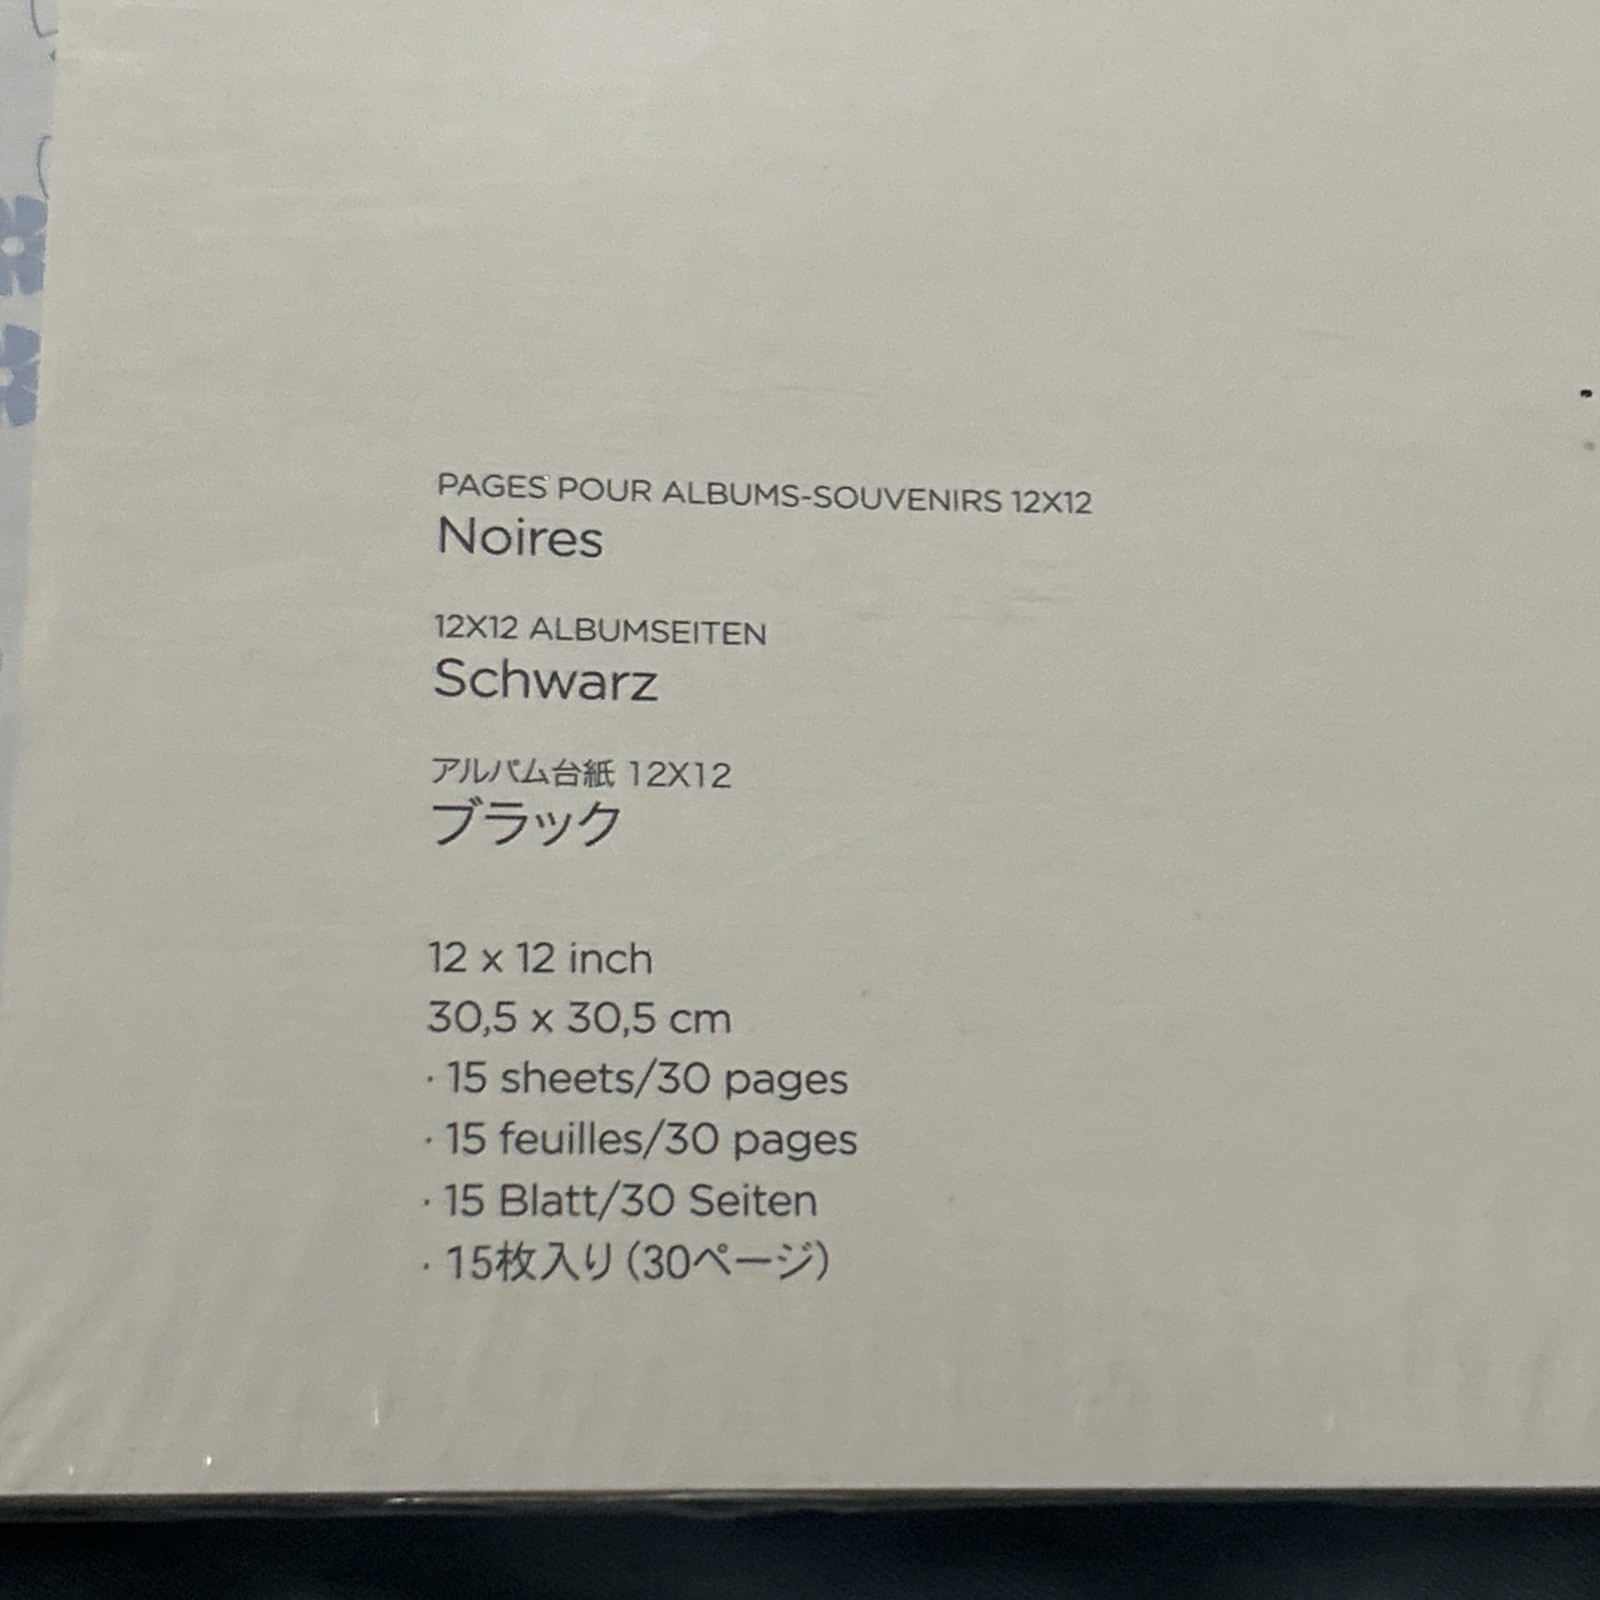 PAGES POUR ALBUMS-SOUVENIRS 12X12
Noires
12X12 ALBUMSEITEN
Schwarz
アルバム台紙 12X12
ブラック
12 x 12 inch
30,5 x 30,5 cm
· 15 sheets/30 pages
· 15 feuilles/30 pages
· 15 Blatt/30 Seiten
· 15枚入り(30ページ)